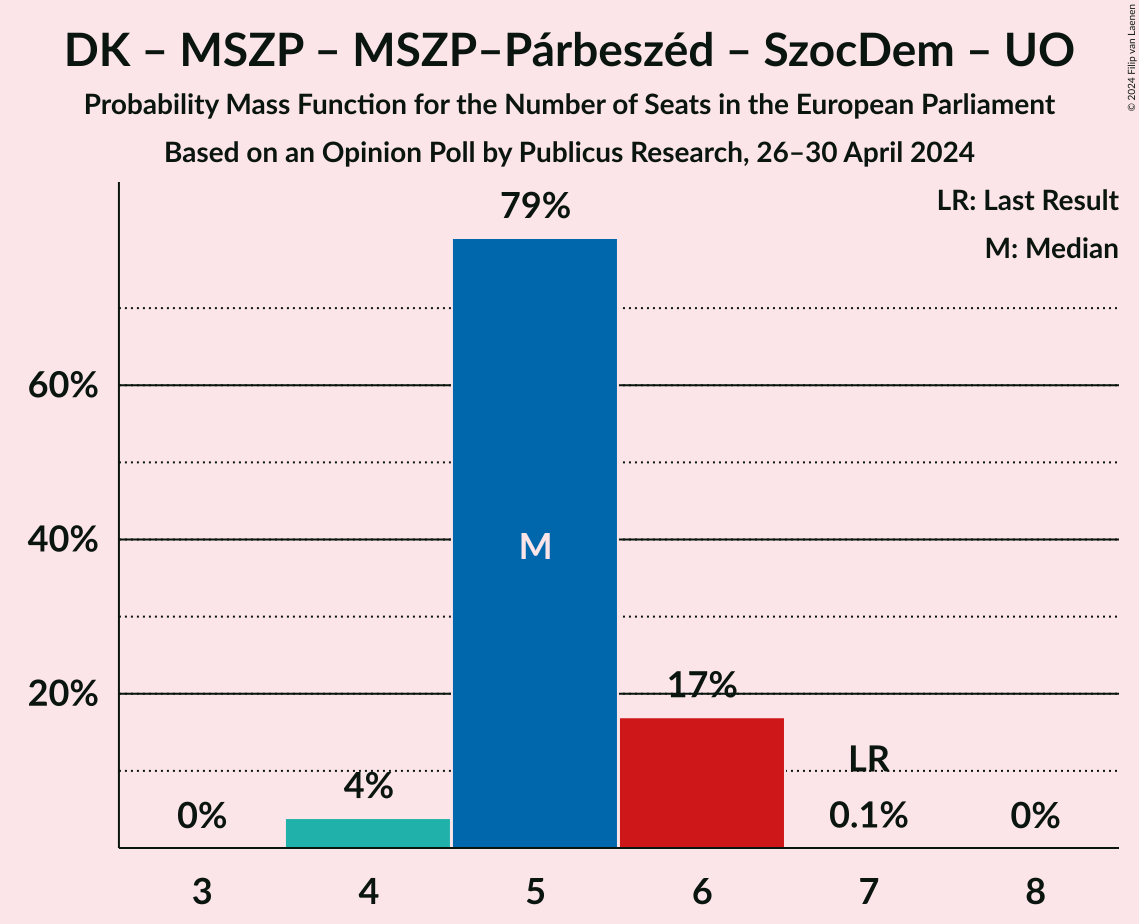 DK – MSZP – MSZP–Párbeszéd – SzocDem – UO
Probability Mass Function for the Number of Seats in the European Parliament
Based on an Opinion Poll by Publicus Research, 26–30 April 2024
© 2024 Filip van Laenen
LR: Last Result
M: Median
79%
60%
40%
20%
M
17%
LR
0%
4%
0.1%
0%
3
4
5
6
7
8